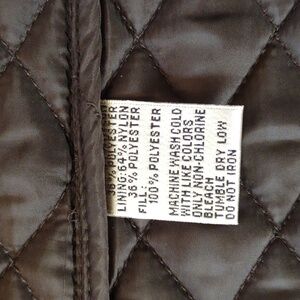 36% POLYESTER
LINING: 64% NYLON
36% POLYESTER
FILL:
100% POLYESTER
MACHINE WASH COLD
WITH LIKE COLORS
ONLY NON-CHLORINE
BLEACH
TUMBLE DRY LOW
DO NOT IRON